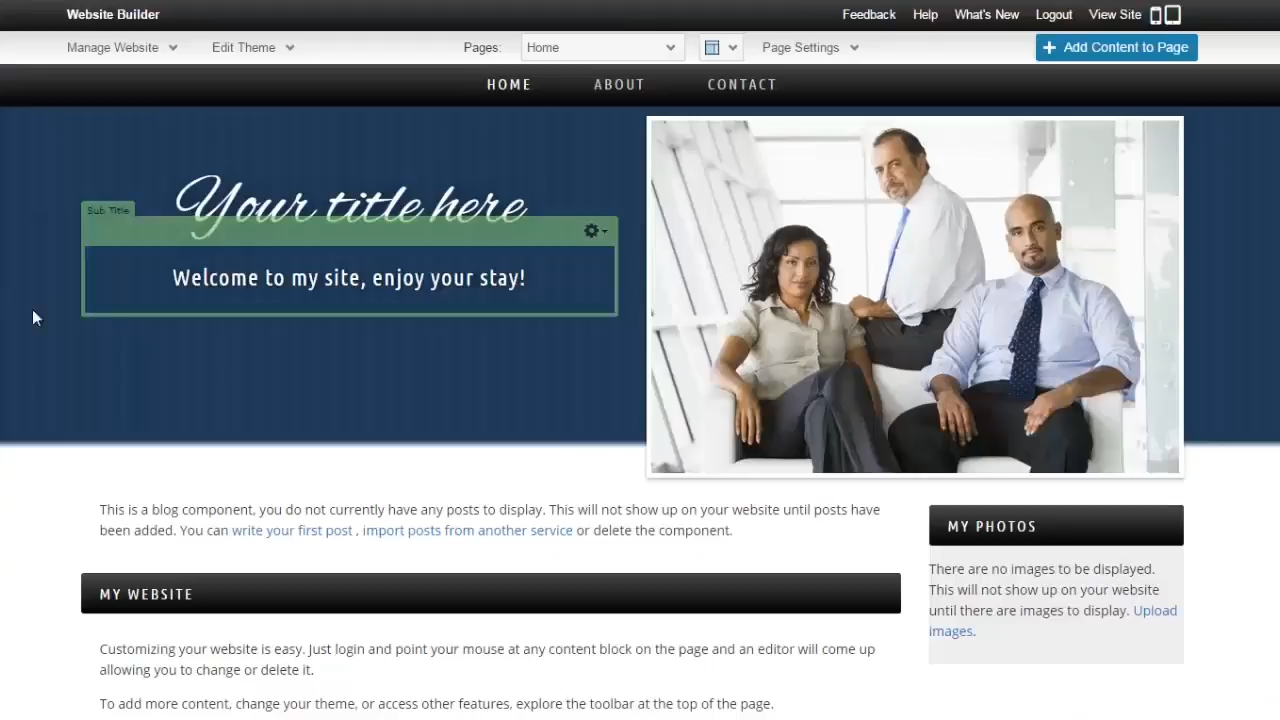 Website Builder
Feedback Help What's New Logout View Site
Manage Website Edit Theme Pages: Home Page Settings + Add Content to Page
HOME ABOUT CONTACT
Your title here
Sub Title
Welcome to my site, enjoy your stay!
This is a blog component, you do not currently have any posts to display. This will not show up on your website until posts have
been added. You can write your first post , import posts from another service or delete the component.
MY WEBSITE
Customizing your website is easy. Just login and point your mouse at any content block on the page and an editor will come up
allowing you to change or delete it.
To add more content, change your theme, or access other features, explore the toolbar at the top of the page.
MY PHOTOS
There are no images to be displayed.
This will not show up on your website
until there are images to display. Upload
images.